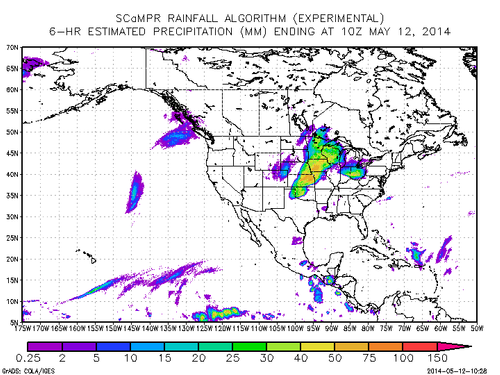 SCaMPR RAINFALL ALGORITHM (EXPERIMENTAL)
6-HR ESTIMATED PRECIPITATION (MM) ENDING AT 10Z MAY 12, 2014
70N
65N
60N
55N
50N
45N
40N
35N
30N
25N
20N
15N
10N
5N
175W 170W 165W 160W 155W 150W 145W 140W 135W 130W 125W 120W 115W 110W 105W 100W 95W 90W 85W 80W 75W 70W 65W 60W 55W 50W
0.25 2 5 10 15 20 25 30 40 50 75 100 150
GrADS: COLA/IGES 2014-05-12-10:28